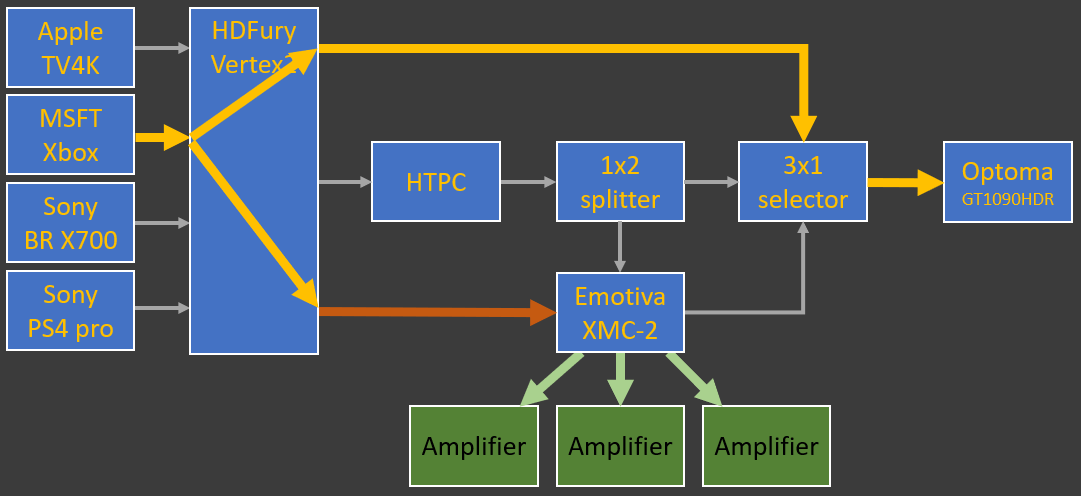 Apple
TV4K
MSFT
Xbox
Sony
BR X700
Sony
PS4 pro
HDFury
Vertex2
HTPC
1x2
splitter
3x1
selector
Optoma
GT1090HDR
Emotiva
XMC-2
Amplifier
Amplifier
Amplifier